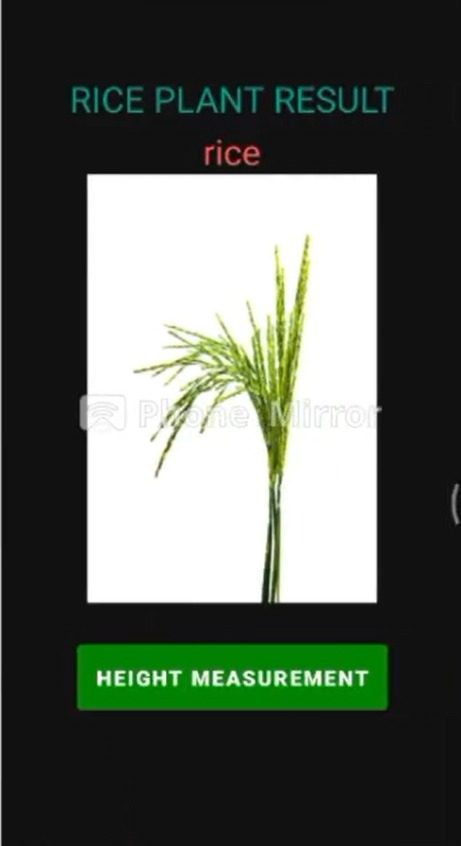 RICE PLANT RESULT
rice
Phone Mirror
HEIGHT MEASUREMENT